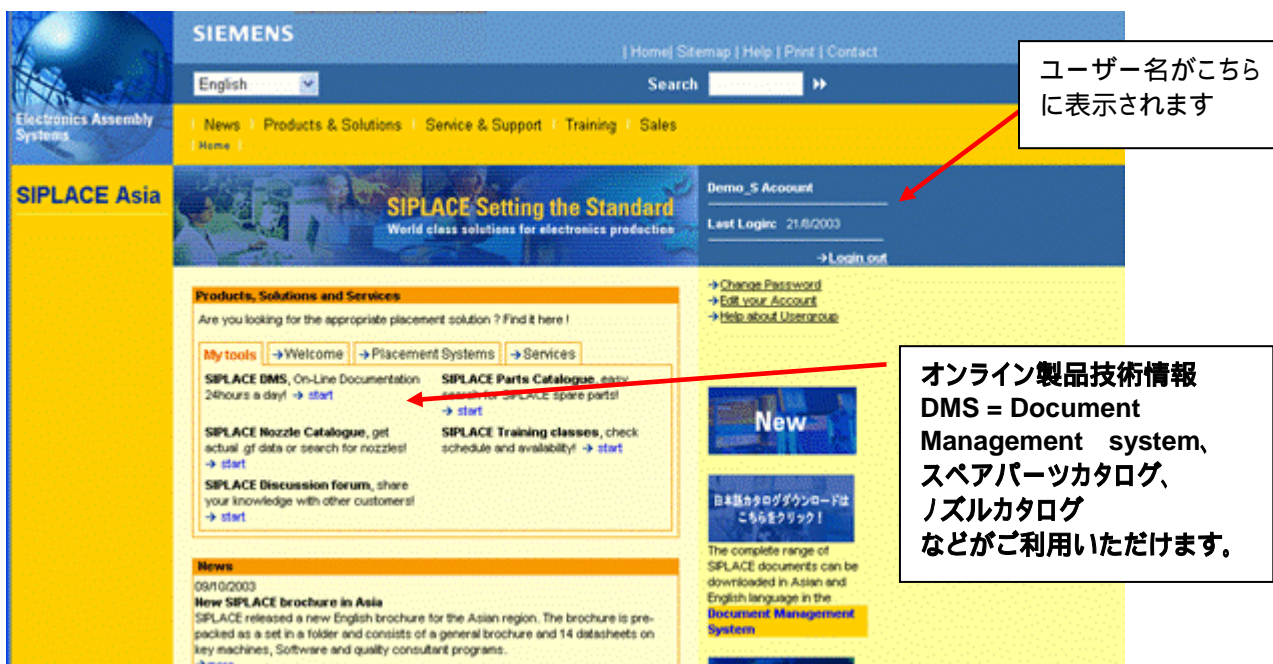 SIEMENS
| Home| Sitemap | Help | Print | Contact
English
Search
Electronics Assembly
Systems
News | Products & Solutions | Service & Support | Training | Sales
| Home |
SIPLACE Asia
SIPLACE Setting the Standard
World class solutions for electronics production
Demo_S Acoount
Last Login: 21/8/2003
→Login out
→Change Password
→Edit your Account
→Help about Usergroup
Products, Solutions and Services
Are you looking for the appropriate placement solution ? Find it here !
My tools →Welcome →Placement Systems →Services
SIPLACE DMS, On-Line Documentation
24hours a day! → start
SIPLACE Parts Catalogue, easy
search for SIPLACE spare parts!
→ start
SIPLACE Nozzle Catalogue, get
actual .gf data or search for nozzles!
→ start
SIPLACE Training classes, check
schedule and availability! → start
SIPLACE Discussion forum, share
your knowledge with other customers!
→ start
News
09/10/2003
New SIPLACE brochure in Asia
SIPLACE released a new English brochure for the Asian region. The brochure is pre-
packed as a set in a folder and consists of a general brochure and 14 datasheets on
key machines, Software and quality consultant programs.
New
日本語カタログダウンロードは
こちらをクリック！
The complete range of
SIPLACE documents can be
downloaded in Asian and
English language in the
Document Management
System
ユーザー名がこちら
に表示されます
オンライン製品技術情報
DMS = Document
Management system、
スペアパーツカタログ、
ノズルカタログ
などがご利用いただけます。